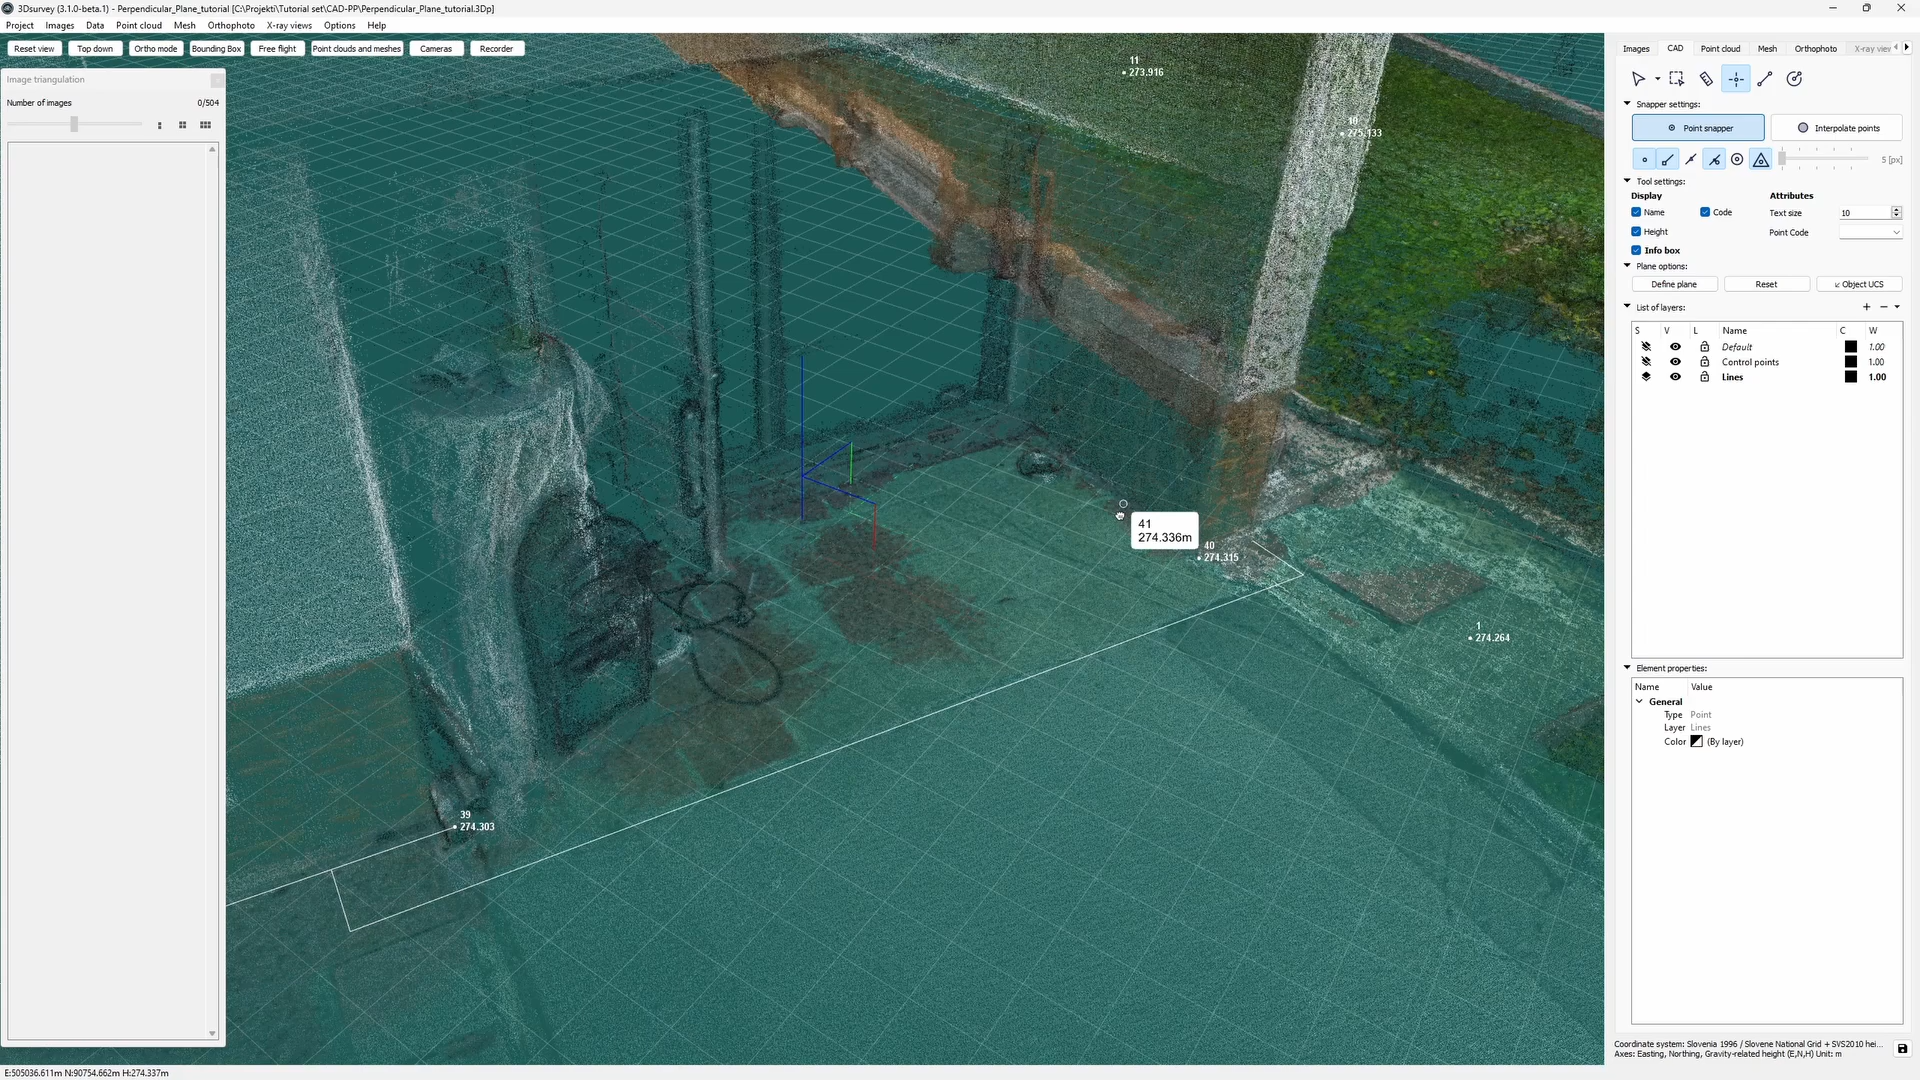 3Dsurvey (3.1.0-beta.1) - Perpendicular_Plane_tutorial [C:\Projekti\Tutorial set\CAD-PP\Perpendicular_Plane_tutorial.3Dp]
Project Images Data Point cloud Mesh Orthophoto X-ray views Options Help
Reset view Top down Ortho mode Bounding Box Free flight Point clouds and meshes Cameras Recorder
Image triangulation
Number of images 0/504
11
273.916
10
275.133
41
274.336m
40
274.315
1
274.264
39
274.303
Images CAD Point cloud Mesh Orthophoto X-ray view
Snapper settings:
Point snapper Interpolate points
5 [px]
Tool settings:
Display Attributes
Name Code Text size 10
Height Point Code
Info box
Plane options:
Define plane Reset Object UCS
List of layers:
S V L Name C W
Default 1.00
Control points 1.00
Lines 1.00
Element properties:
Name Value
General
Type Point
Layer Lines
Color (By layer)
Coordinate system: Slovenia 1996 / Slovene National Grid + SVS2010 hei...
Axes: Easting, Northing, Gravity-related height (E,N,H) Unit: m
E:505036.611m N:90754.662m H:274.337m